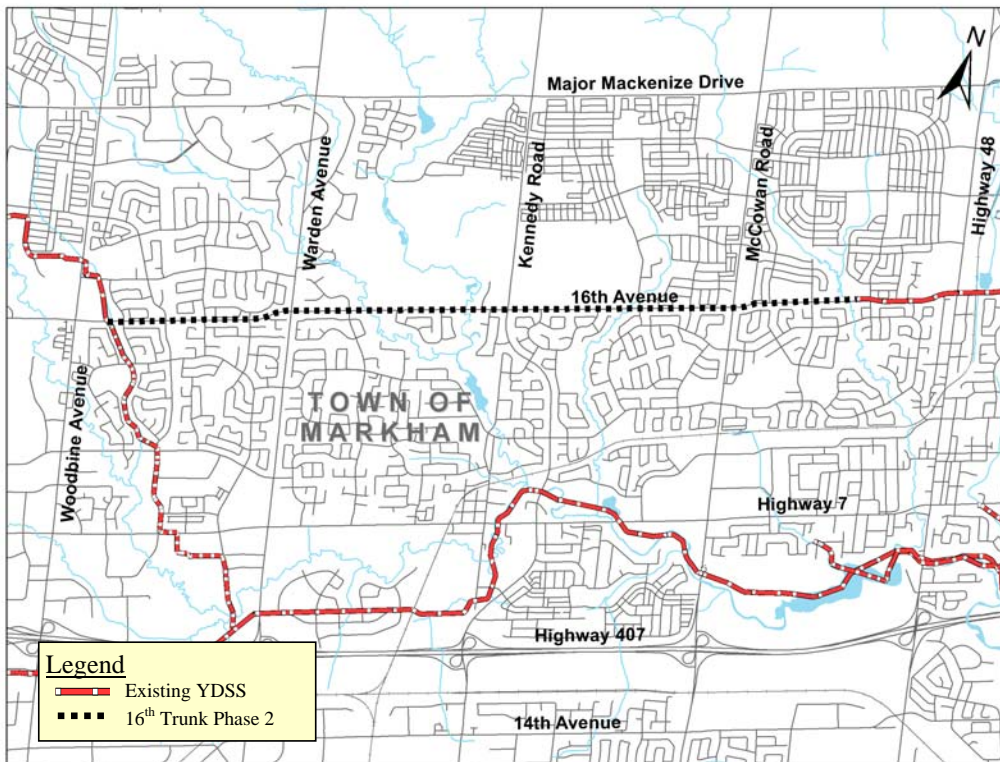 N
Major Mackenize Drive
Warden Avenue
Kennedy Road
McCowan Road
Highway 48
16th Avenue
Woodbine Avenue
TOWN OF
MARKHAM
Highway 7
Highway 407
Legend
Existing YDSS
16th Trunk Phase 2
14th Avenue